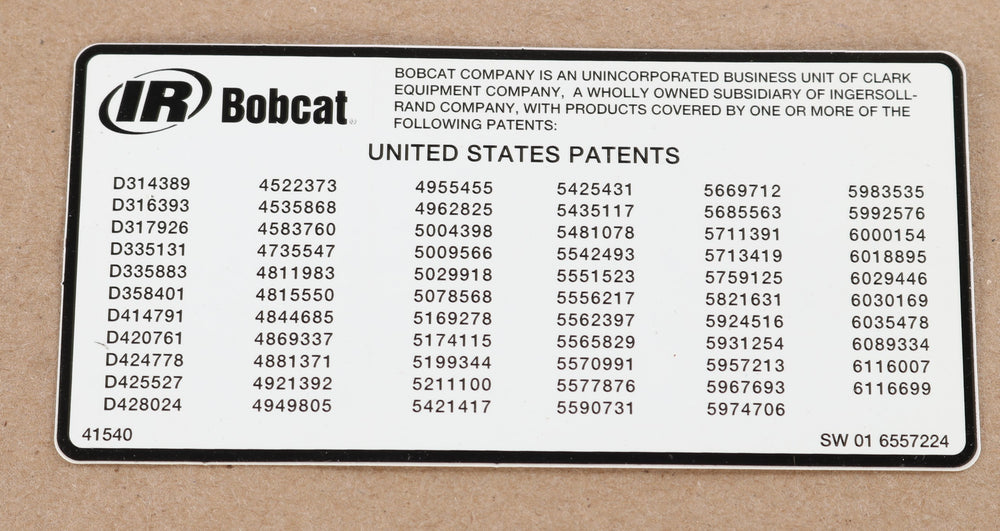 IR Bobcat
BOBCAT COMPANY IS AN UNINCORPORATED BUSINESS UNIT OF CLARK
EQUIPMENT COMPANY, A WHOLLY OWNED SUBSIDIARY OF INGERSOLL-
RAND COMPANY, WITH PRODUCTS COVERED BY ONE OR MORE OF THE
FOLLOWING PATENTS:
UNITED STATES PATENTS
D314389 4522373 4955455 5425431 5669712 5983535
D316393 4535868 4962825 5435117 5685563 5992576
D317926 4583760 5004398 5481078 5711391 6000154
D335131 4735547 5009566 5542493 5713419 6018895
D335883 4811983 5029918 5551523 5759125 6029446
D358401 4815550 5078568 5556217 5821631 6030169
D414791 4844685 5169278 5562397 5924516 6035478
D420761 4869337 5174115 5565829 5931254 6089334
D424778 4881371 5199344 5570991 5957213 6116007
D425527 4921392 5211100 5577876 5967693 6116699
D428024 4949805 5421417 5590731 5974706
41540 SW 01 6557224